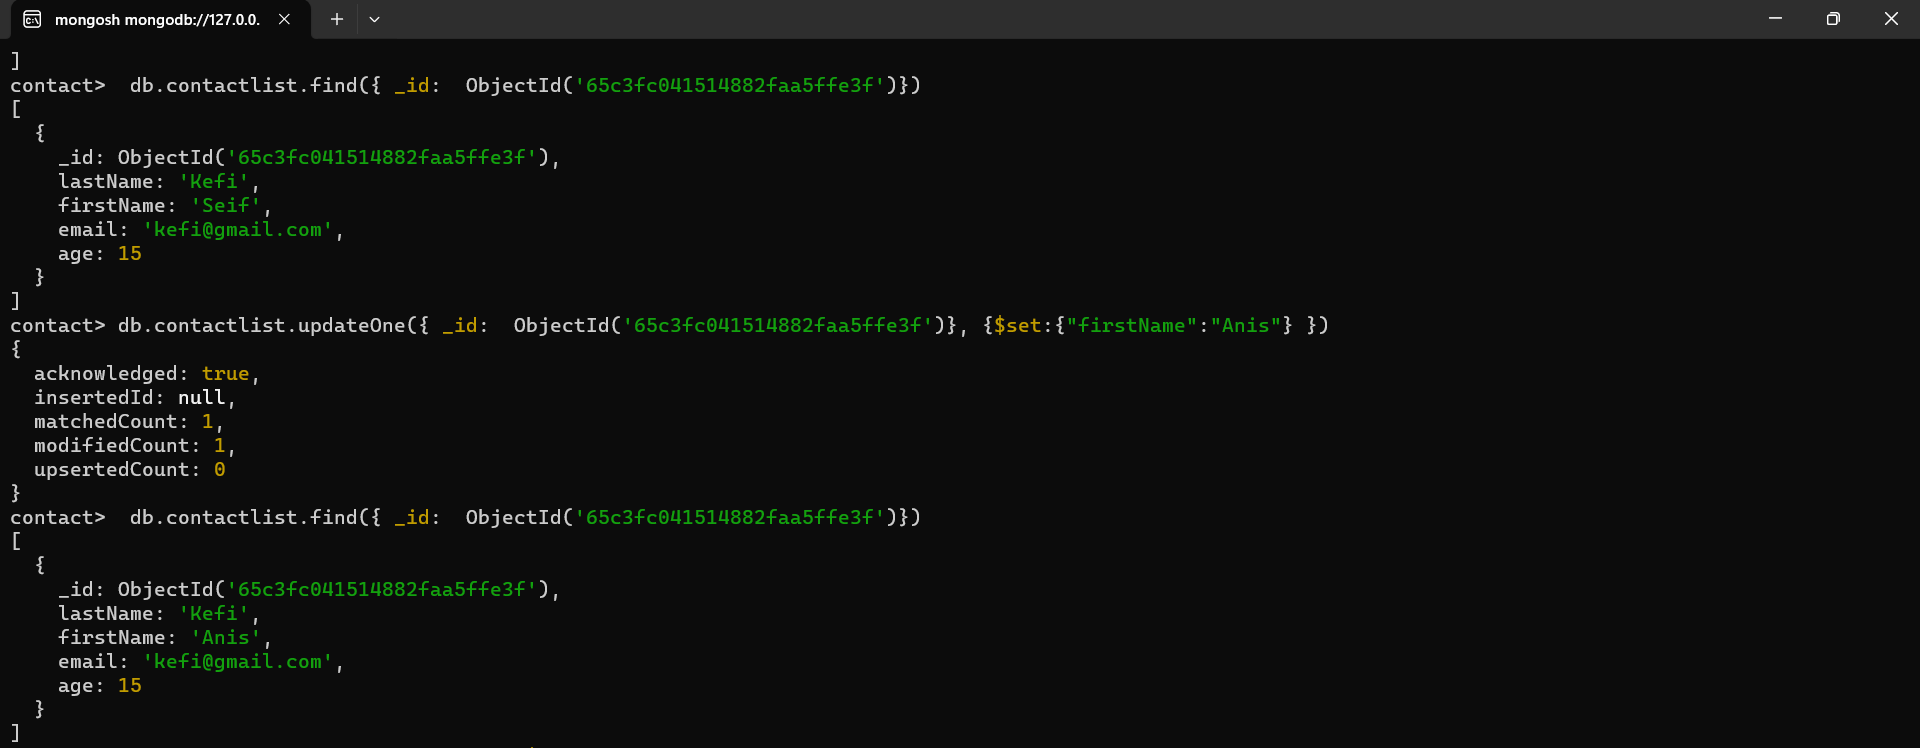 mongosh mongodb://127.0.0.
]
contact>  db.contactlist.find({ _id:  ObjectId('65c3fc041514882faa5ffe3f')})
[
  {
    _id: ObjectId('65c3fc041514882faa5ffe3f'),
    lastName: 'Kefi',
    firstName: 'Seif',
    email: 'kefi@gmail.com',
    age: 15
  }
]
contact> db.contactlist.updateOne({ _id:  ObjectId('65c3fc041514882faa5ffe3f')}, {$set:{"firstName":"Anis"} })
{
  acknowledged: true,
  insertedId: null,
  matchedCount: 1,
  modifiedCount: 1,
  upsertedCount: 0
}
contact>  db.contactlist.find({ _id:  ObjectId('65c3fc041514882faa5ffe3f')})
[
  {
    _id: ObjectId('65c3fc041514882faa5ffe3f'),
    lastName: 'Kefi',
    firstName: 'Anis',
    email: 'kefi@gmail.com',
    age: 15
  }
]